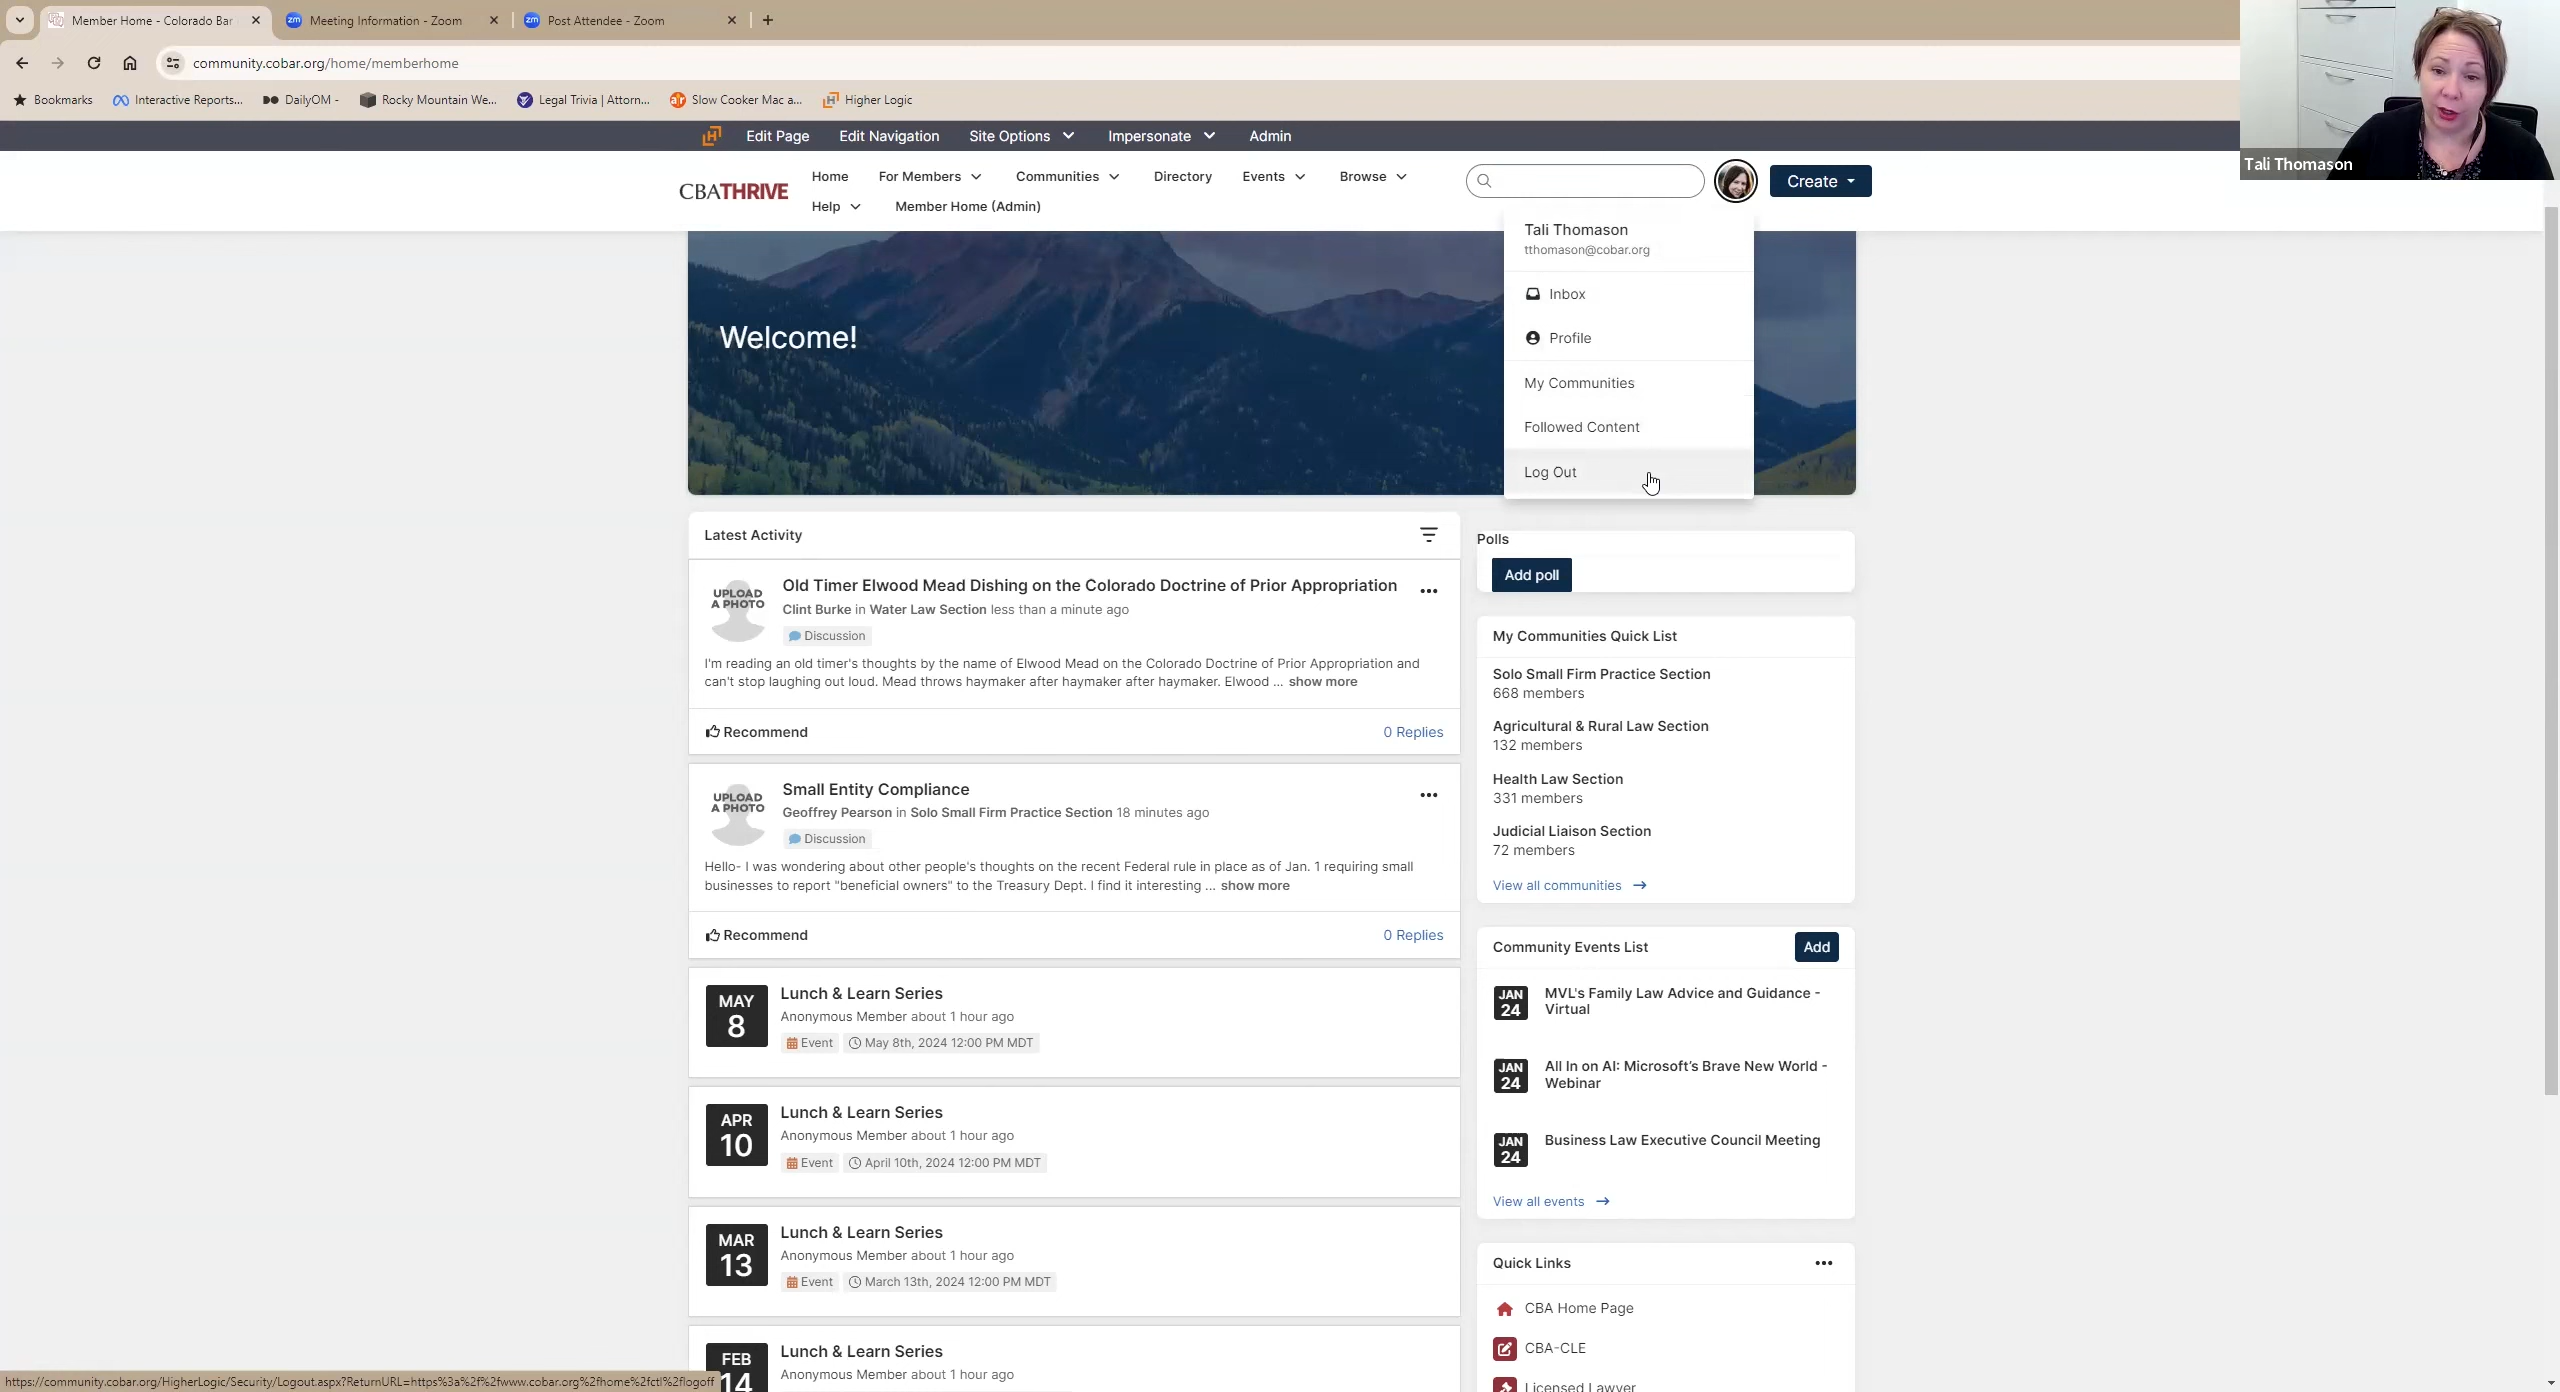 Member Home - Colorado Bar
Meeting Information - Zoom
Post Attendee - Zoom
community.cobar.org/home/memberhome
Bookmarks
Interactive Reports...
DailyOM -
Rocky Mountain We...
Legal Trivia | Attorn...
Slow Cooker Mac a...
Higher Logic
Tali Thomason
Edit Page
Edit Navigation
Site Options
Impersonate
Admin
CBATHRIVE
Home
For Members
Communities
Directory
Events
Browse
Help
Member Home (Admin)
Create
Tali Thomason
tthomason@cobar.org
Inbox
Profile
My Communities
Followed Content
Log Out
Welcome!
Latest Activity
UPLOAD
A PHOTO
Old Timer Elwood Mead Dishing on the Colorado Doctrine of Prior Appropriation
Clint Burke in Water Law Section less than a minute ago
Discussion
I'm reading an old timer's thoughts by the name of Elwood Mead on the Colorado Doctrine of Prior Appropriation and
can't stop laughing out loud. Mead throws haymaker after haymaker after haymaker. Elwood ... show more
Recommend
0 Replies
UPLOAD
A PHOTO
Small Entity Compliance
Geoffrey Pearson in Solo Small Firm Practice Section 18 minutes ago
Discussion
Hello- I was wondering about other people's thoughts on the recent Federal rule in place as of Jan. 1 requiring small
businesses to report "beneficial owners" to the Treasury Dept. I find it interesting ... show more
Recommend
0 Replies
MAY
8
Lunch & Learn Series
Anonymous Member about 1 hour ago
Event
May 8th, 2024 12:00 PM MDT
APR
10
Lunch & Learn Series
Anonymous Member about 1 hour ago
Event
April 10th, 2024 12:00 PM MDT
MAR
13
Lunch & Learn Series
Anonymous Member about 1 hour ago
Event
March 13th, 2024 12:00 PM MDT
FEB
14
Lunch & Learn Series
Anonymous Member about 1 hour ago
Polls
Add poll
My Communities Quick List
Solo Small Firm Practice Section
668 members
Agricultural & Rural Law Section
132 members
Health Law Section
331 members
Judicial Liaison Section
72 members
View all communities
Community Events List
Add
JAN
24
MVL's Family Law Advice and Guidance -
Virtual
JAN
24
All In on AI: Microsoft's Brave New World -
Webinar
JAN
24
Business Law Executive Council Meeting
View all events
Quick Links
CBA Home Page
CBA-CLE
Licensed Lawyer
https://community.cobar.org/HigherLogic/Security/Logout.aspx?ReturnURL=https%3a%2f%2fwww.cobar.org%2fhome%2fctl%2flogoff